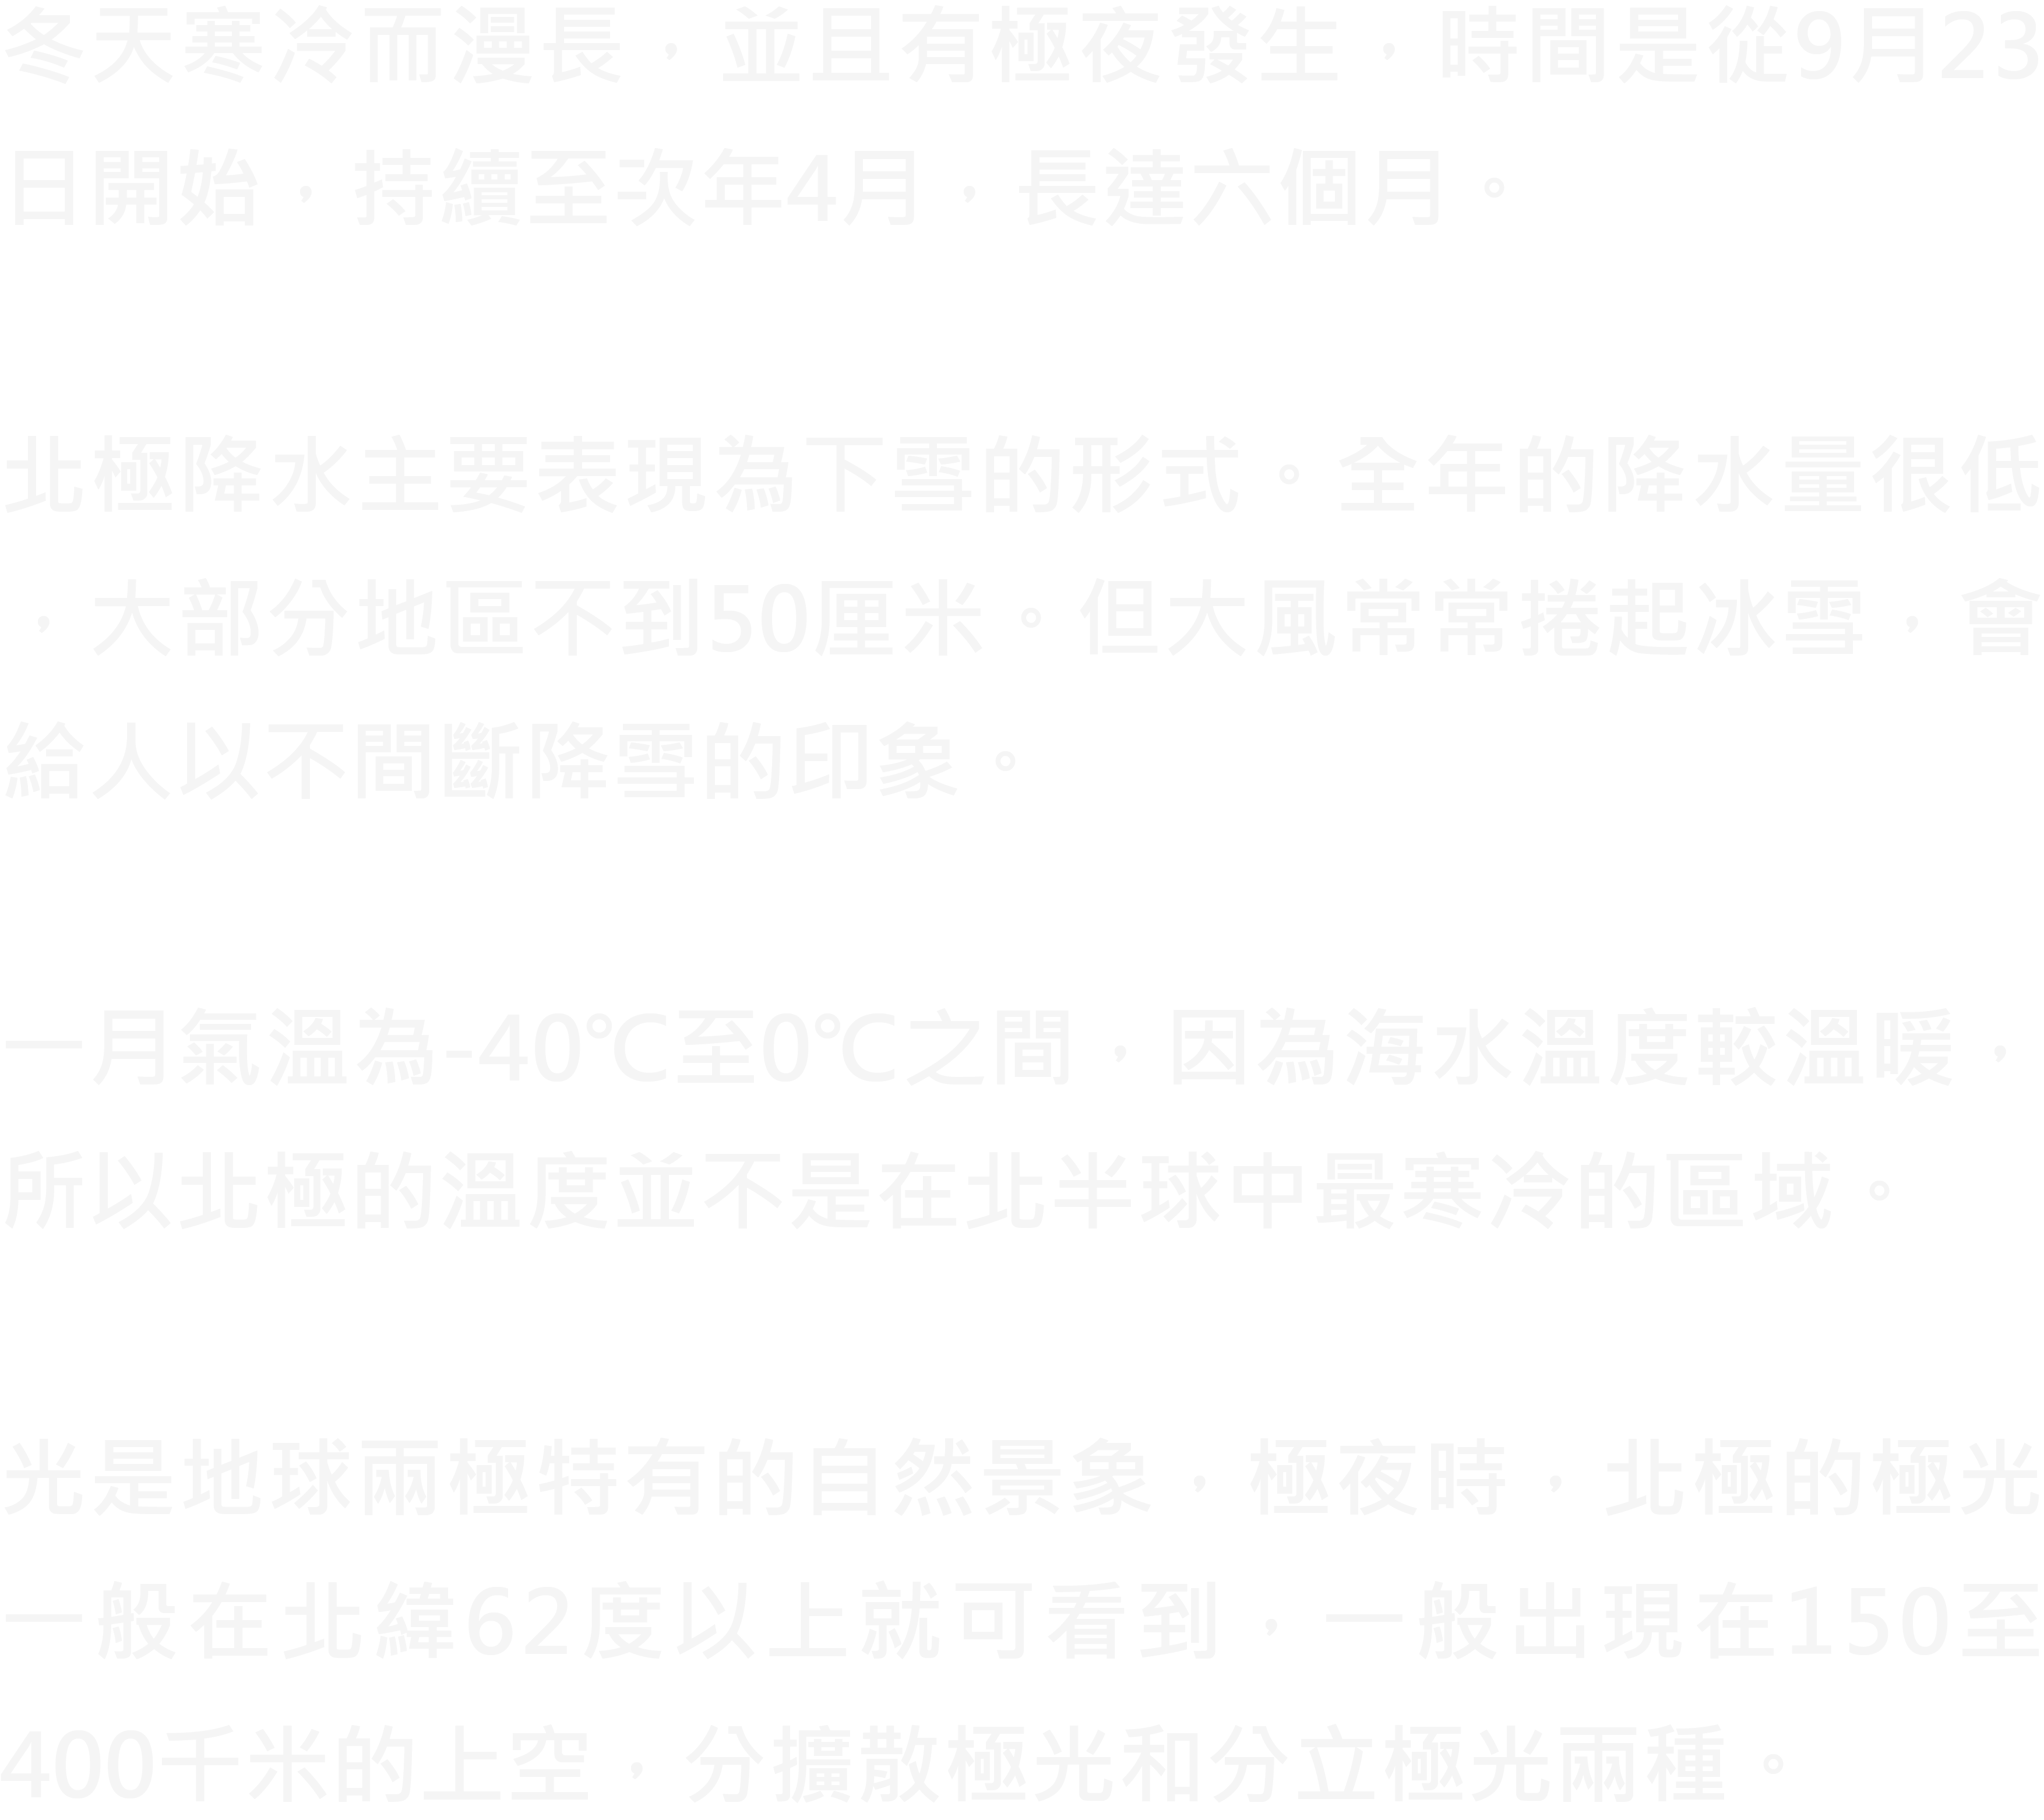 冬天寒冷而漫長，並且有極夜發生，時間是從9月23
日開始，持續至次年4月，長達六個月。
北極降水主要表現為下雪的形式。全年的降水量很低
，大部分地區不到50厘米。但大風常常捲起冰雪，會
給人以不間斷降雪的印象。
一月氣溫為-40℃至0℃之間，因為海水溫度較溫暖，
所以北極的溫度並不是在北半球中最寒冷的區域。
光是地球兩極特有的自然景象，極夜時，北極的極光
一般在北緯62度以上就可看到，一般出現在150至
400千米的上空，分擴散極光和分立極光兩種。